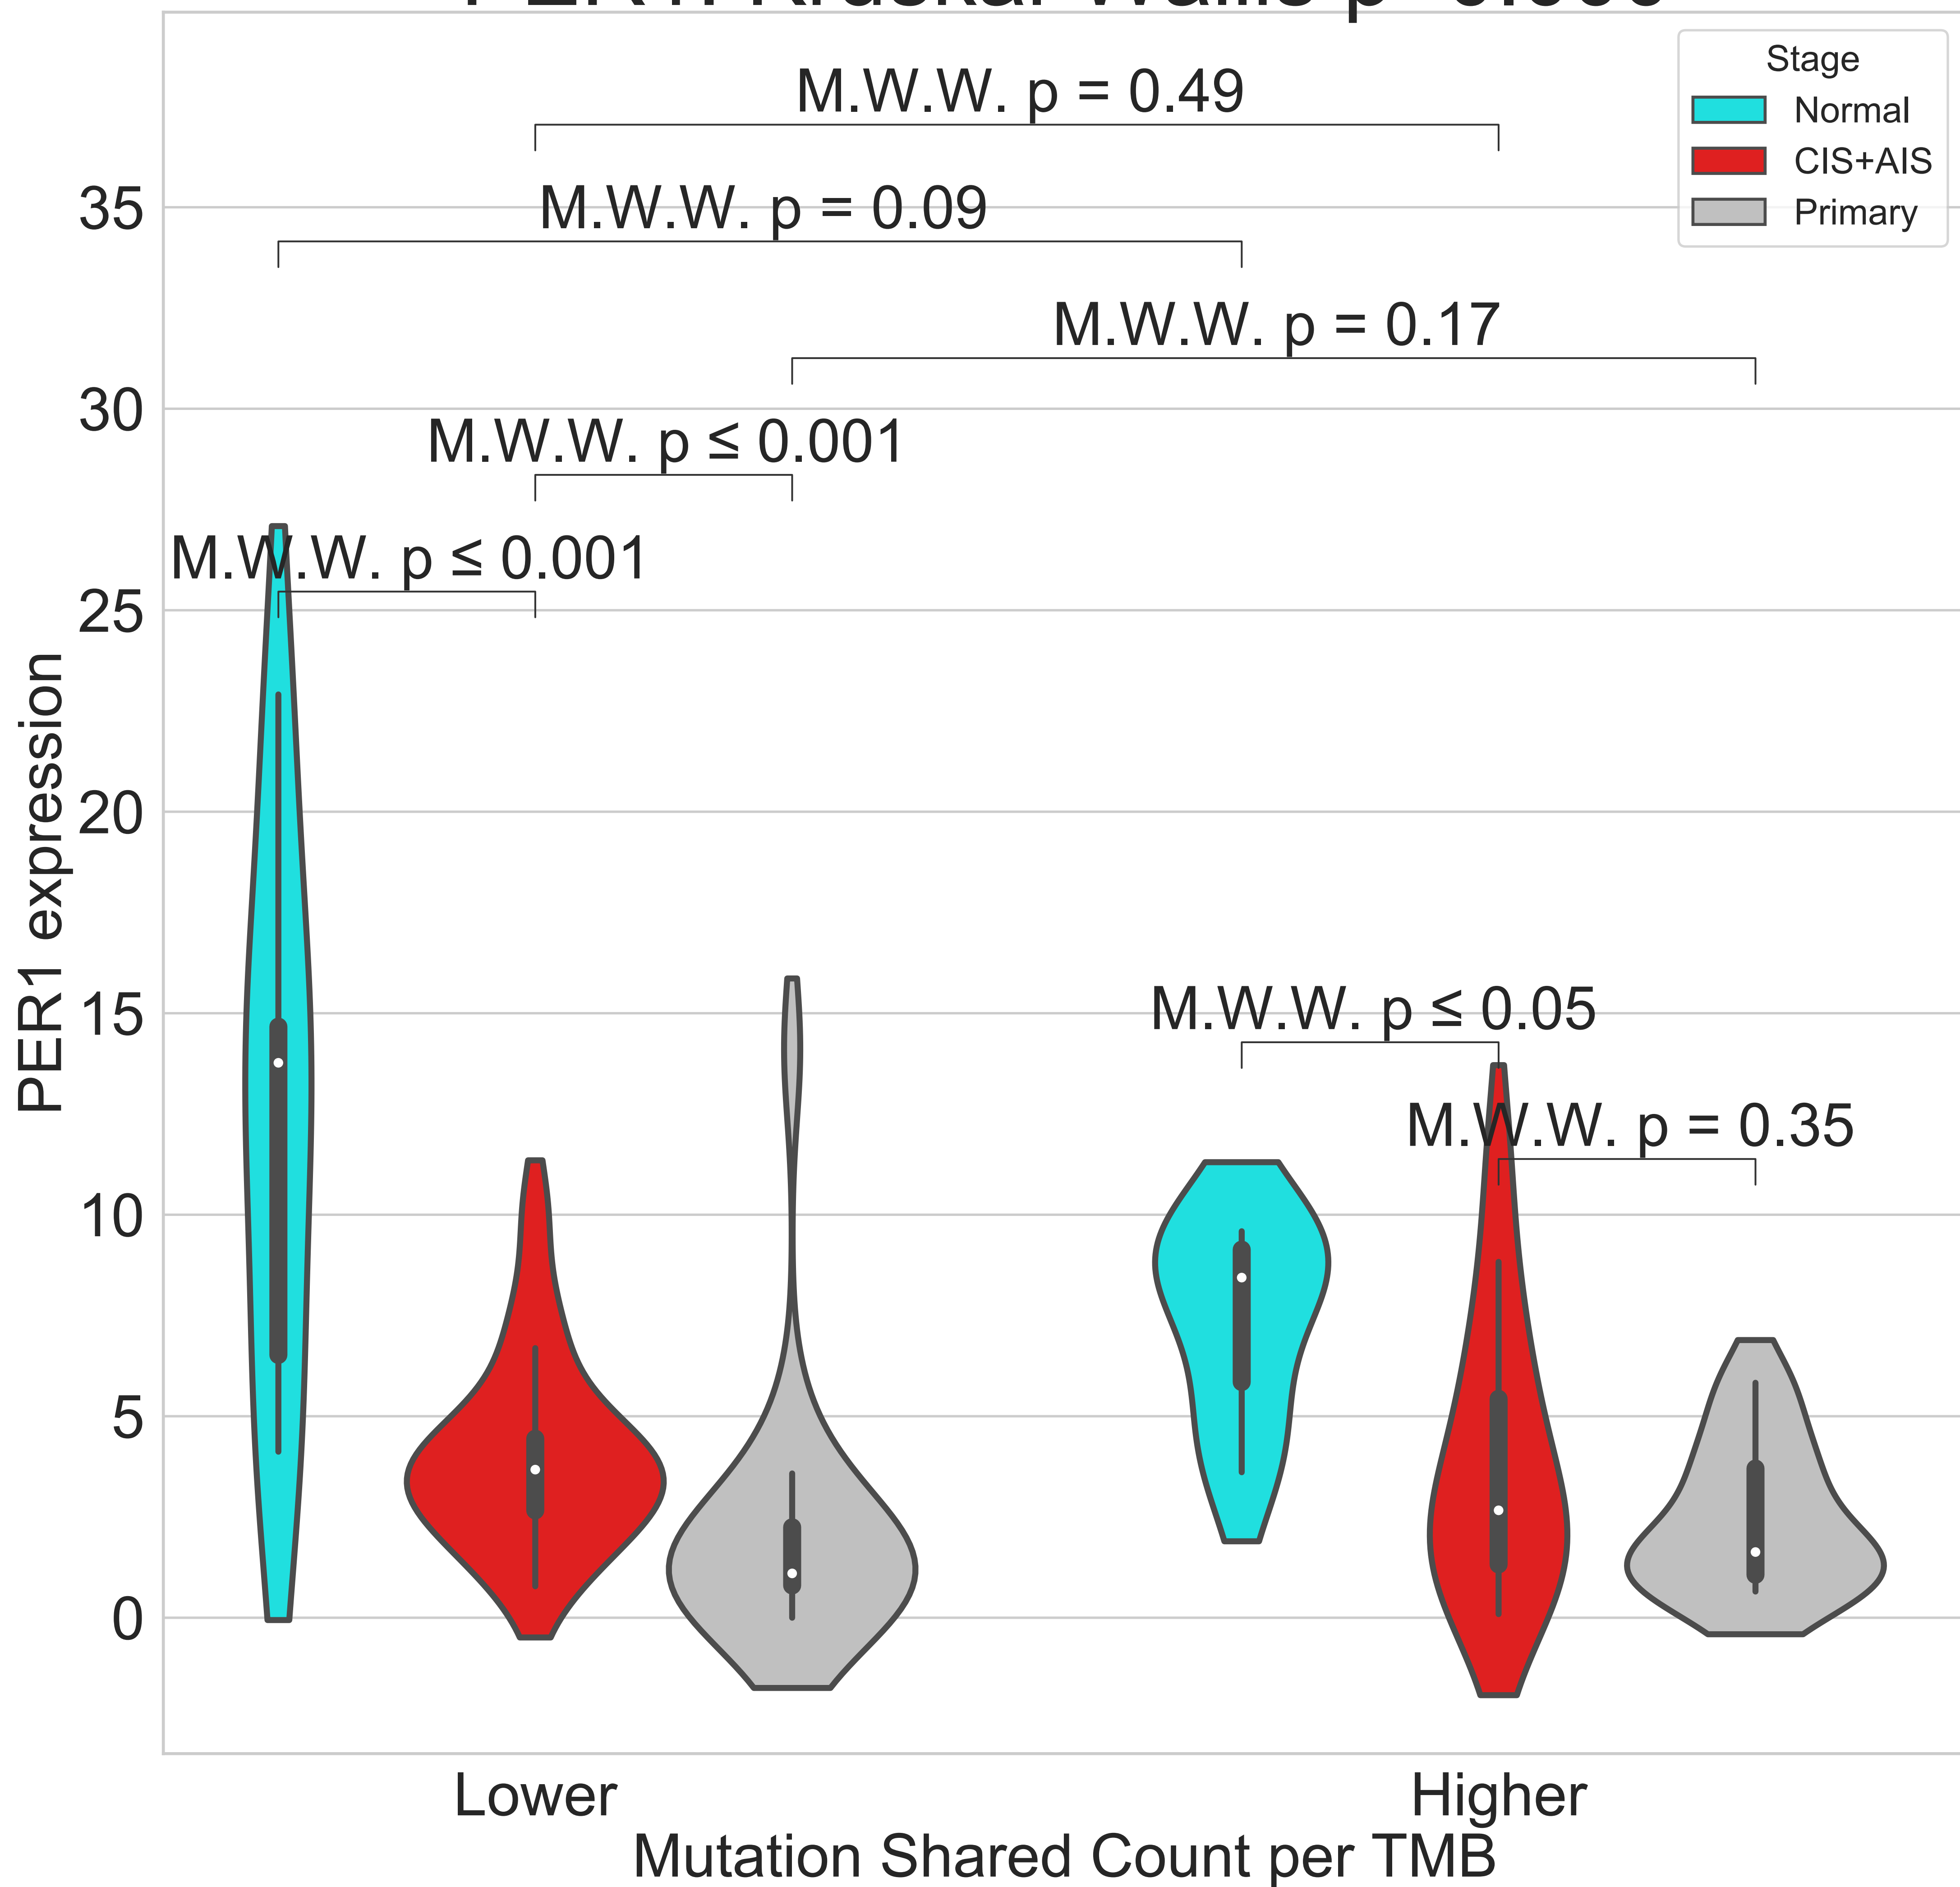 Stage
Normal
CIS+AIS
Primary
M.W.W. p = 0.49
M.W.W. p = 0.09
M.W.W. p = 0.17
M.W.W. p ≤ 0.001
M.W.W. p ≤ 0.001
M.W.W. p ≤ 0.05
M.W.W. p = 0.35
PER1 expression
35
30
25
20
15
10
5
0
Lower
Higher
Mutation Shared Count per TMB